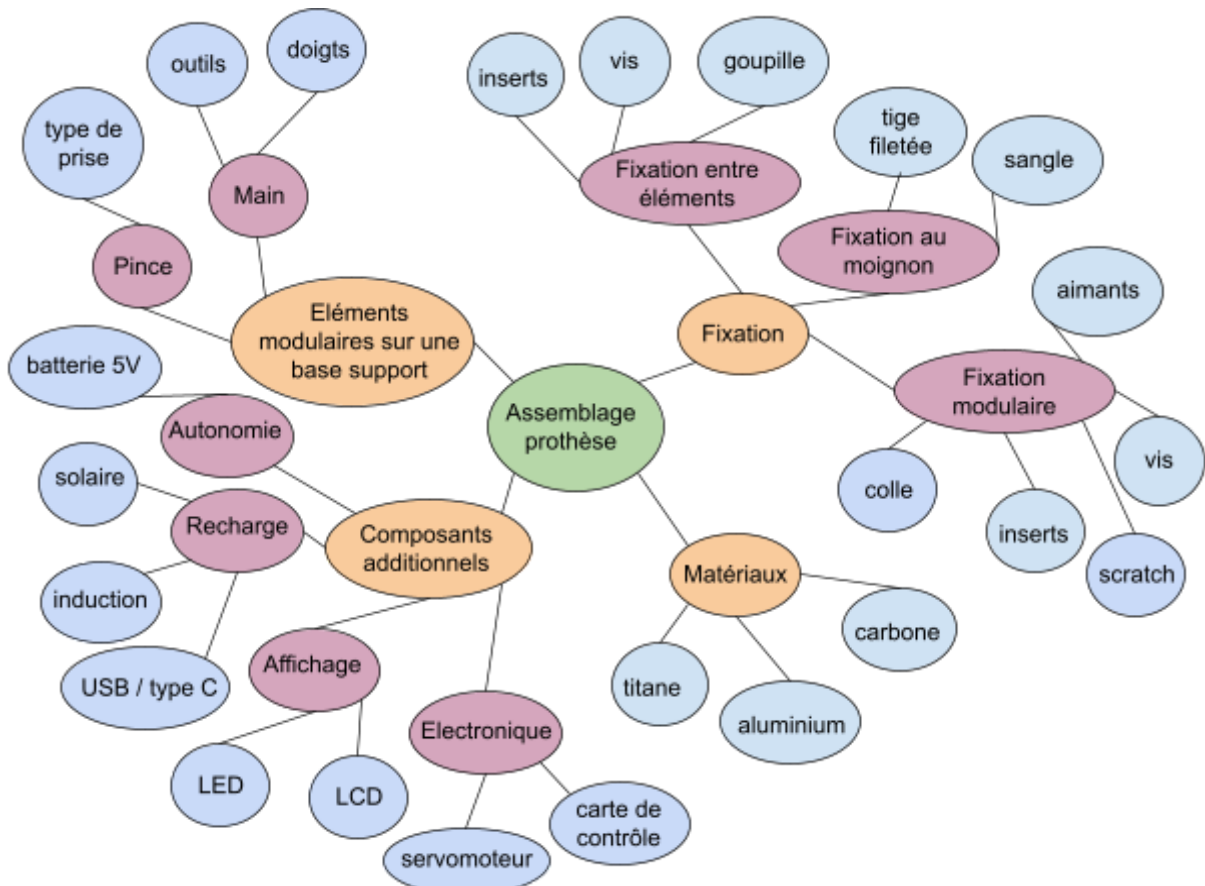 doigts
outils
vis
goupille
inserts
type de
prise
tige
filetée
sangle
Main
Fixation entre
éléments
Pince
Fixation au
moignon
aimants
Eléments
modulaires sur une
base support
Fixation
batterie 5V
Fixation
modulaire
Assemblage
prothèse
Autonomie
vis
solaire
colle
Recharge
Composants
additionnels
inserts
Matériaux
scratch
induction
carbone
Affichage
USB / type C
titane
aluminium
Electronique
LED
LCD
carte de
contrôle
servomoteur